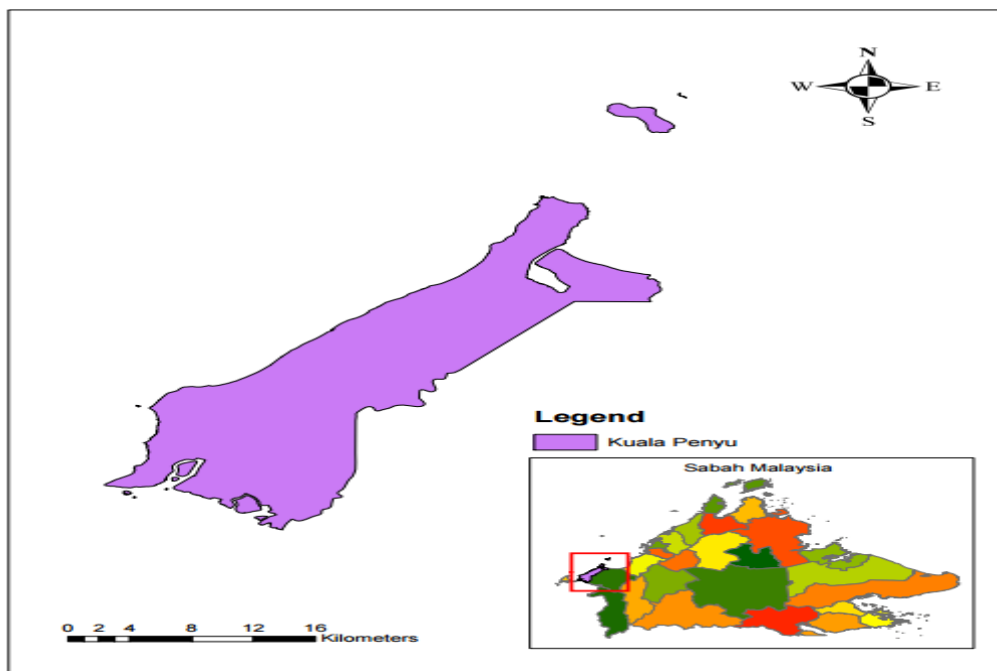 N
W E
S
Legend
Kuala Penyu
Sabah Malaysia
0 2 4 8 12 16
Kilometers